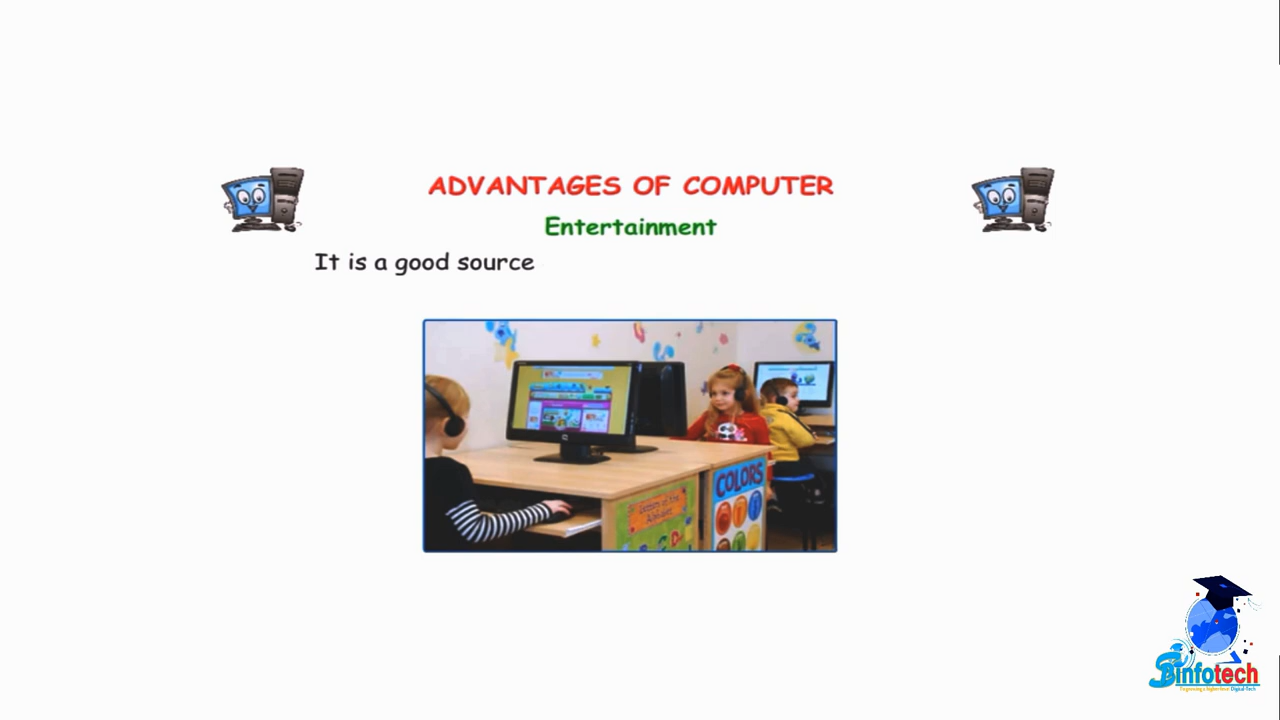 ADVANTAGES OF COMPUTER
Entertainment
It is a good source
COLORS
infotech